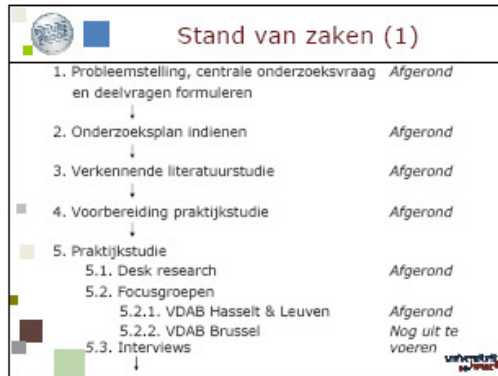 Stand van zaken (1)
1. Probleemstelling, centrale onderzoeksvraag Afgerond
en deelvragen formuleren
2. Onderzoeksplan indienen Afgerond
3. Verkennende literatuurstudie Afgerond
4. Voorbereiding praktijkstudie Afgerond
5. Praktijkstudie
5.1. Desk research Afgerond
5.2. Focusgroepen
5.2.1. VDAB Hasselt & Leuven Afgerond
5.2.2. VDAB Brussel Nog uit te
5.3. Interviews voeren